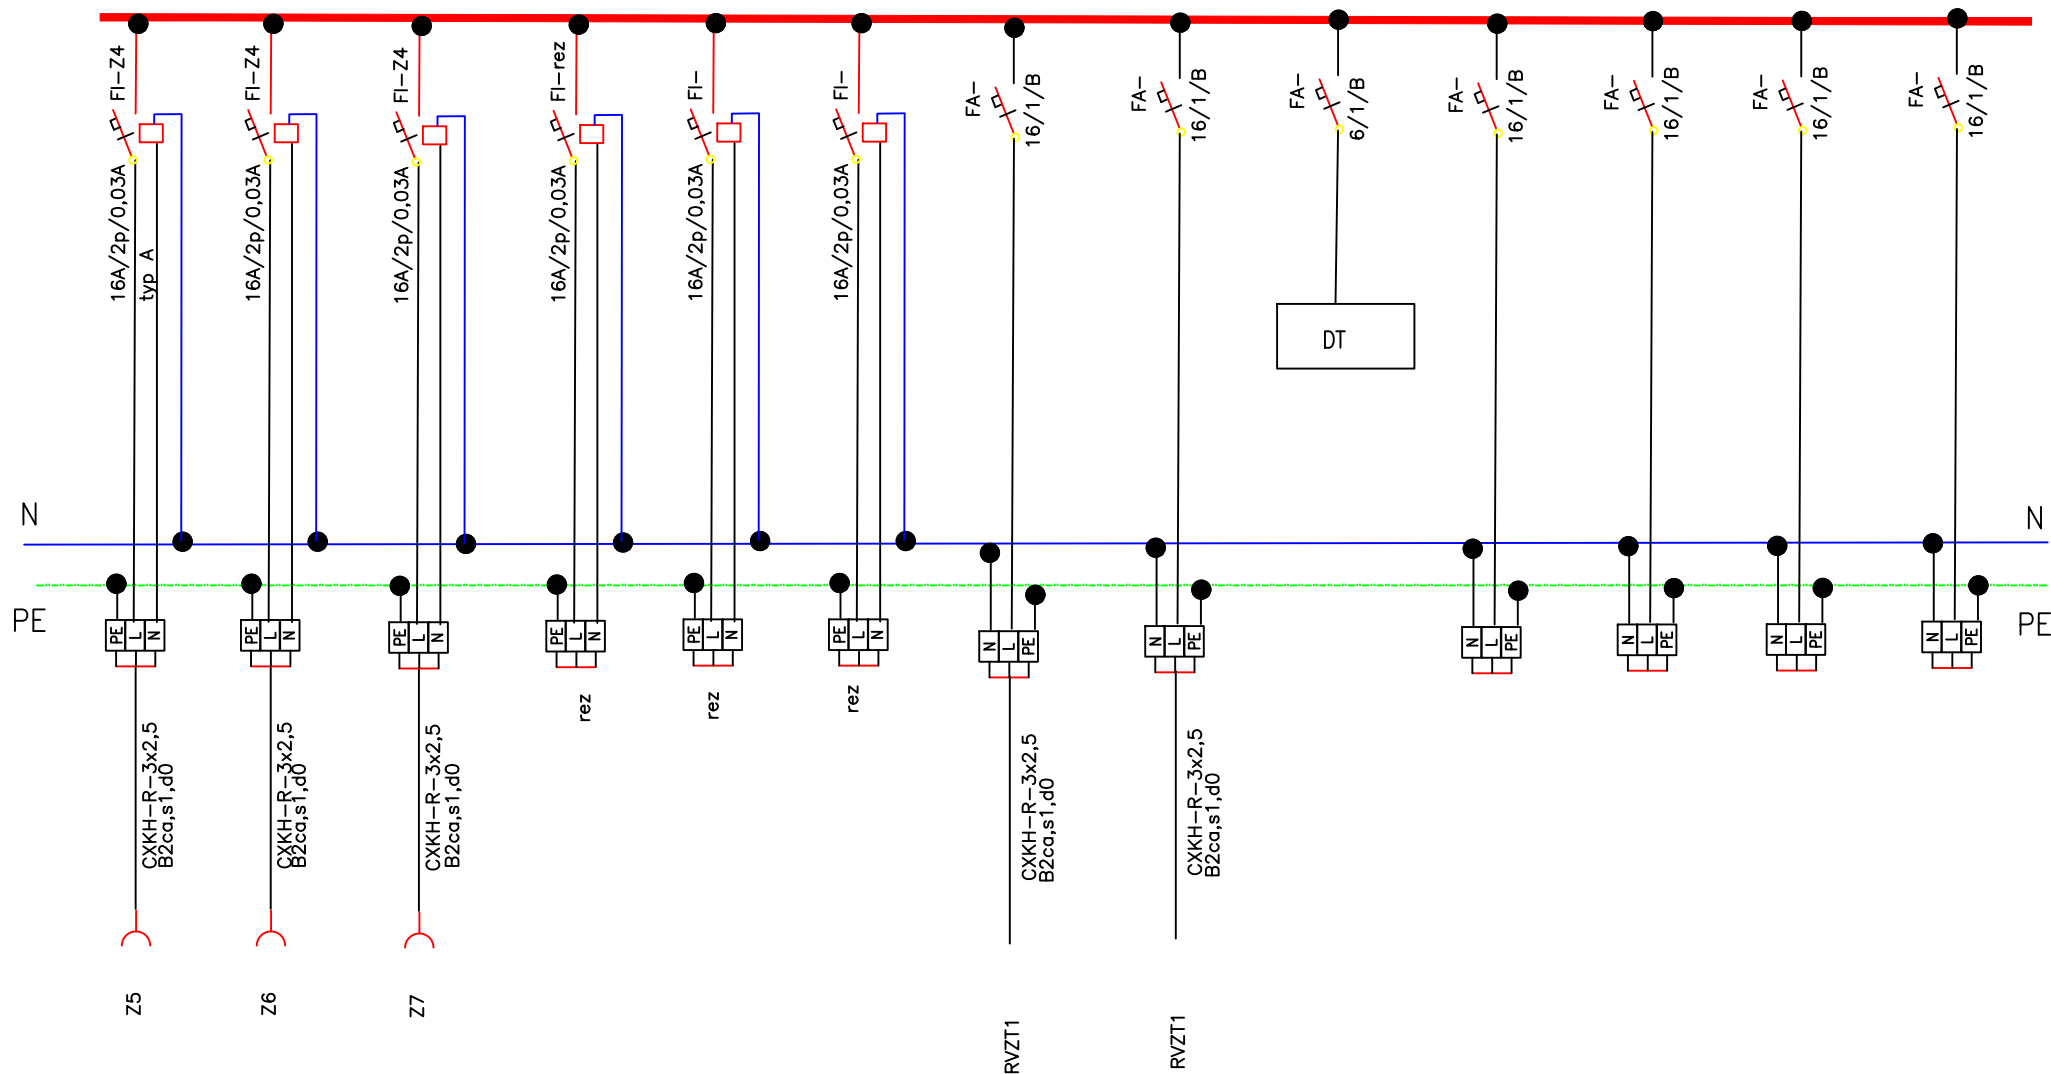 FI-Z4
FI-Z4
FI-Z4
FI-rez
FI-
FI-
FA-
16/1/B
FA-
16/1/B
FA-
6/1/B
FA-
16/1/B
FA-
16/1/B
FA-
16/1/B
FA-
16/1/B
16A/2p/0,03A
typ A
16A/2p/0,03A
16A/2p/0,03A
16A/2p/0,03A
16A/2p/0,03A
16A/2p/0,03A
DT
N
N
PE
PE
PE L N
PE L N
PE L N
PE L N
PE L N
PE L N
N L PE
N L PE
N L PE
N L PE
N L PE
N L PE
rez
rez
rez
CXKH-R-3x2,5
B2ca,s1,d0
CXKH-R-3x2,5
B2ca,s1,d0
CXKH-R-3x2,5
B2ca,s1,d0
CXKH-R-3x2,5
B2ca,s1,d0
CXKH-R-3x2,5
B2ca,s1,d0
Z5
Z6
Z7
RVZT1
RVZT1